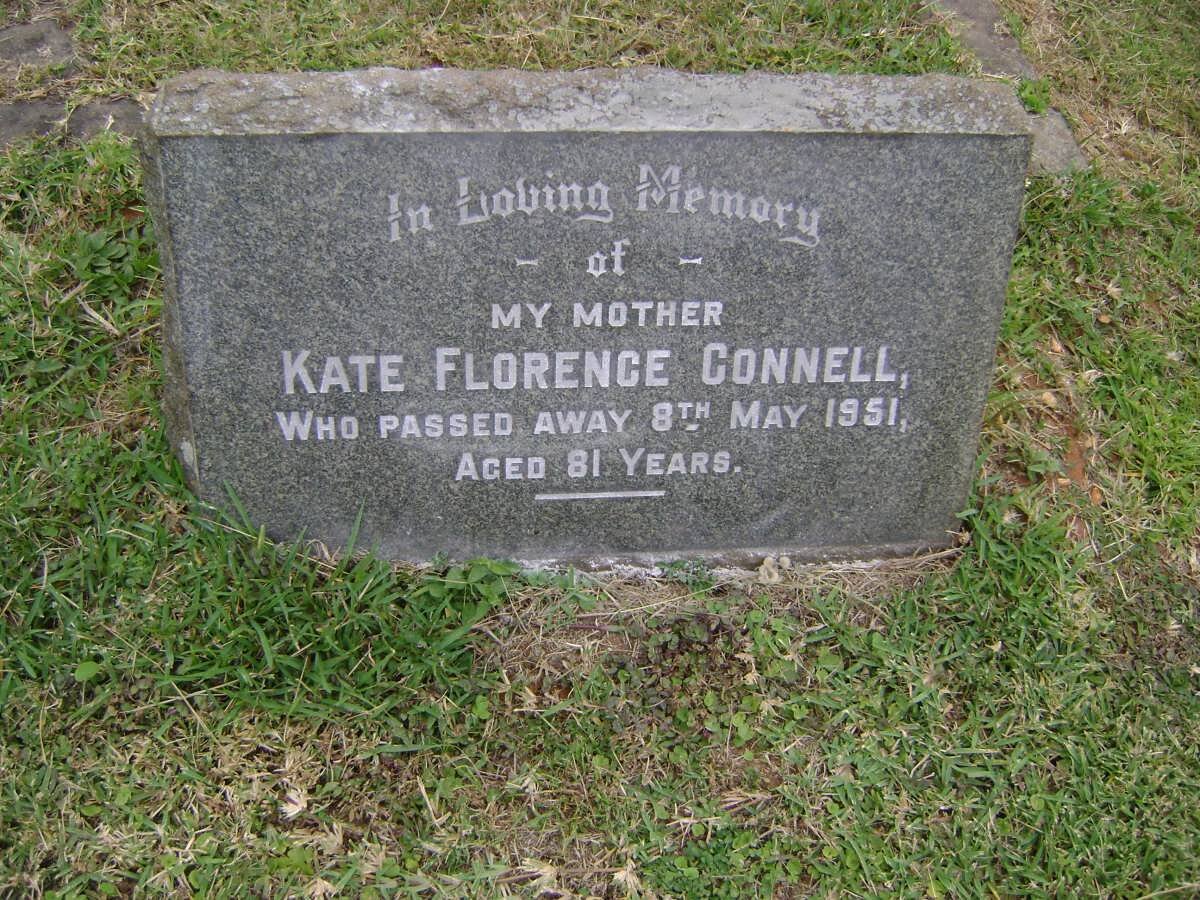 In Loving Memory
- of -
MY MOTHER
KATE FLORENCE CONNELL,
WHO PASSED AWAY 8TH MAY 1951,
AGED 81 YEARS.